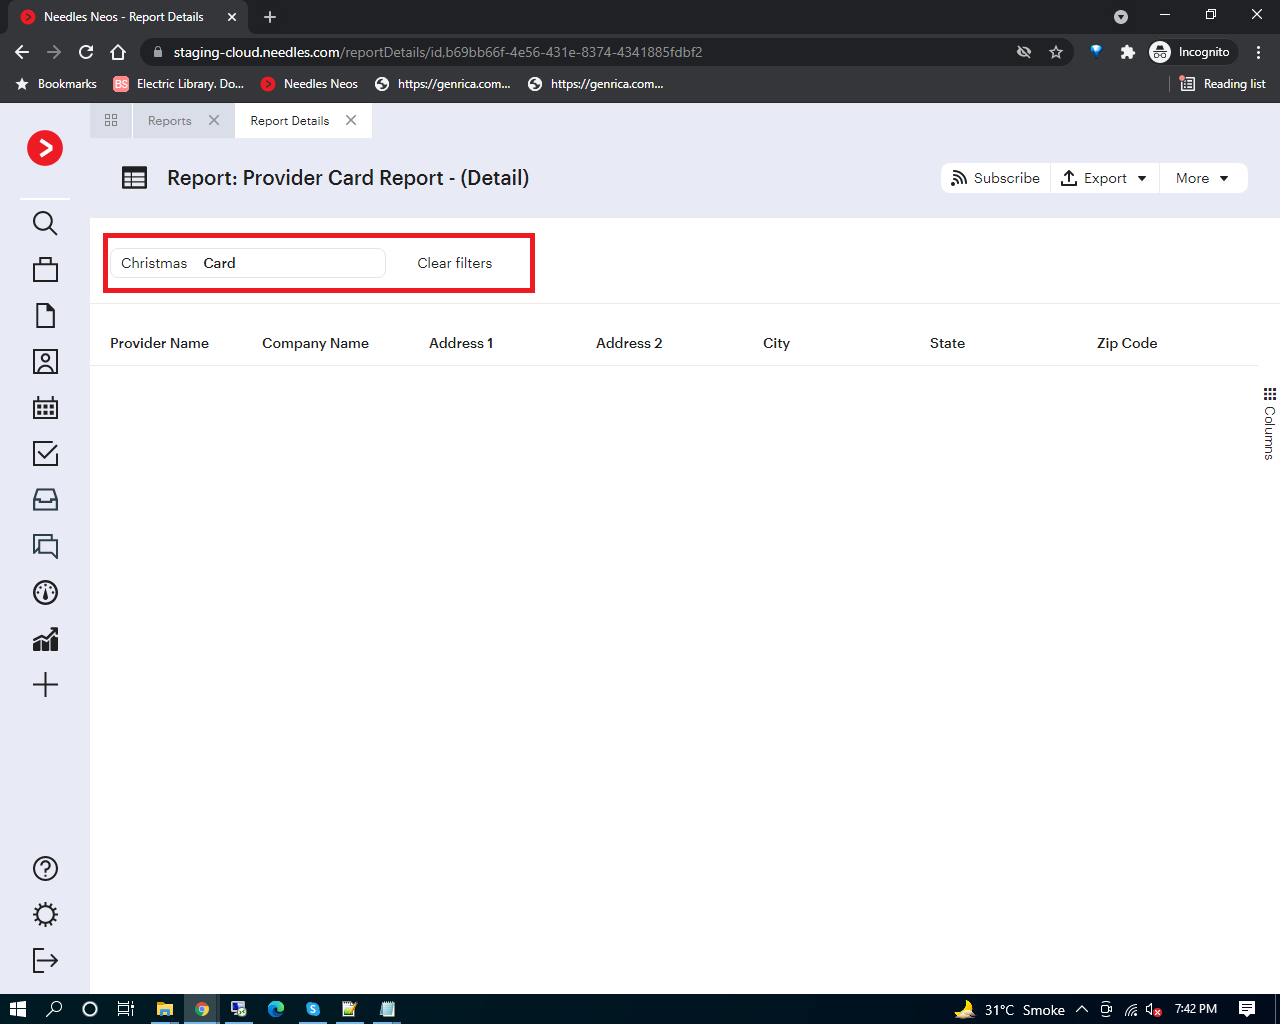 Needles Neos - Report Details
staging-cloud.needles.com/reportDetails/id,b69bb66f-4e56-431e-8374-4341885fdbf2
Incognito
Bookmarks
BS Electric Library. Do...
Needles Neos
https://genrica.com...
https://genrica.com...
Reading list
Reports
Report Details
Report: Provider Card Report - (Detail)
Subscribe
Export
More
Christmas Card
Clear filters
Provider Name Company Name Address 1 Address 2 City State Zip Code
Columns
31°C Smoke
7:42 PM